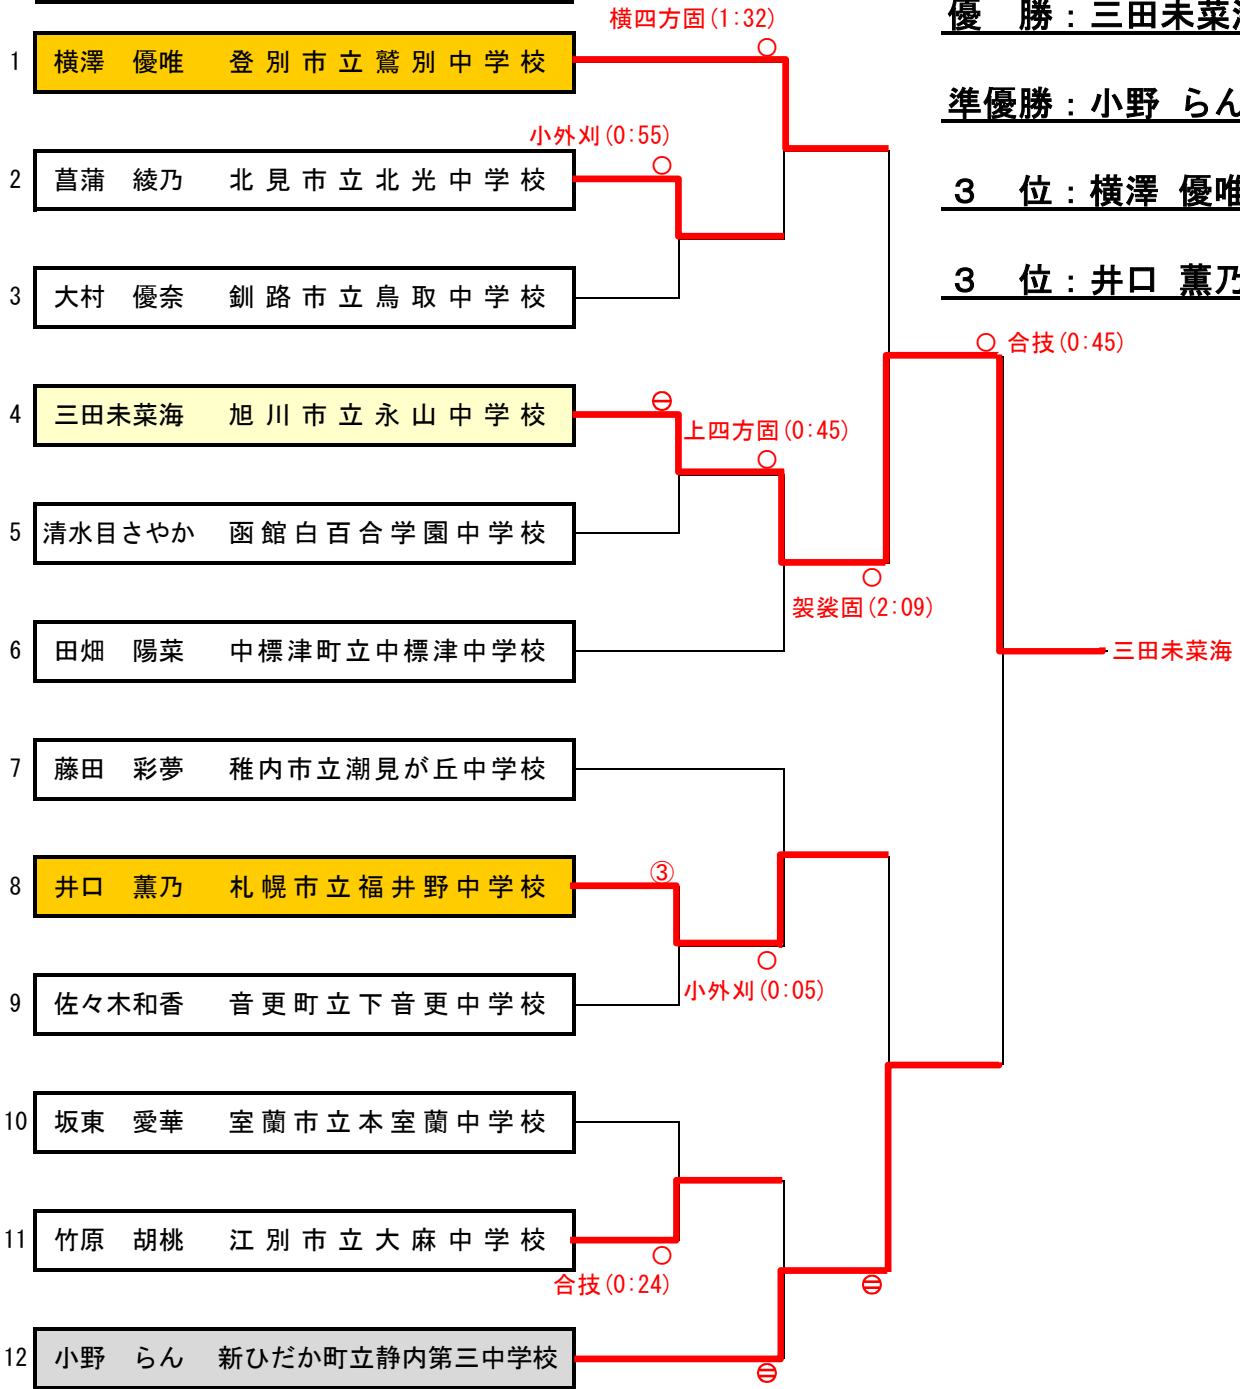 横四方固(1:32)
優　勝：三田未菜
1 横澤　優唯 登別市立鷲別中学校
準優勝：小野 らん
小外刈(0:55)
2 菖蒲　綾乃 北見市立北光中学校
３　位：横澤 優唯
3 大村　優奈 釧路市立鳥取中学校
３　位：井口 薫乃
合技(0:45)
4 三田未菜海 旭川市立永山中学校
上四方固(0:45)
5 清水目さやか 函館白百合学園中学校
袈裟固(2:09)
6 田畑　陽菜 中標津町立中標津中学校
三田未菜海
7 藤田　彩夢 稚内市立潮見が丘中学校
③
8 井口　薫乃 札幌市立福井野中学校
小外刈(0:05)
9 佐々木和香 音更町立下音更中学校
10 坂東　愛華 室蘭市立本室蘭中学校
11 竹原　胡桃 江別市立大麻中学校
合技(0:24)
12 小野　らん 新ひだか町立静内第三中学校